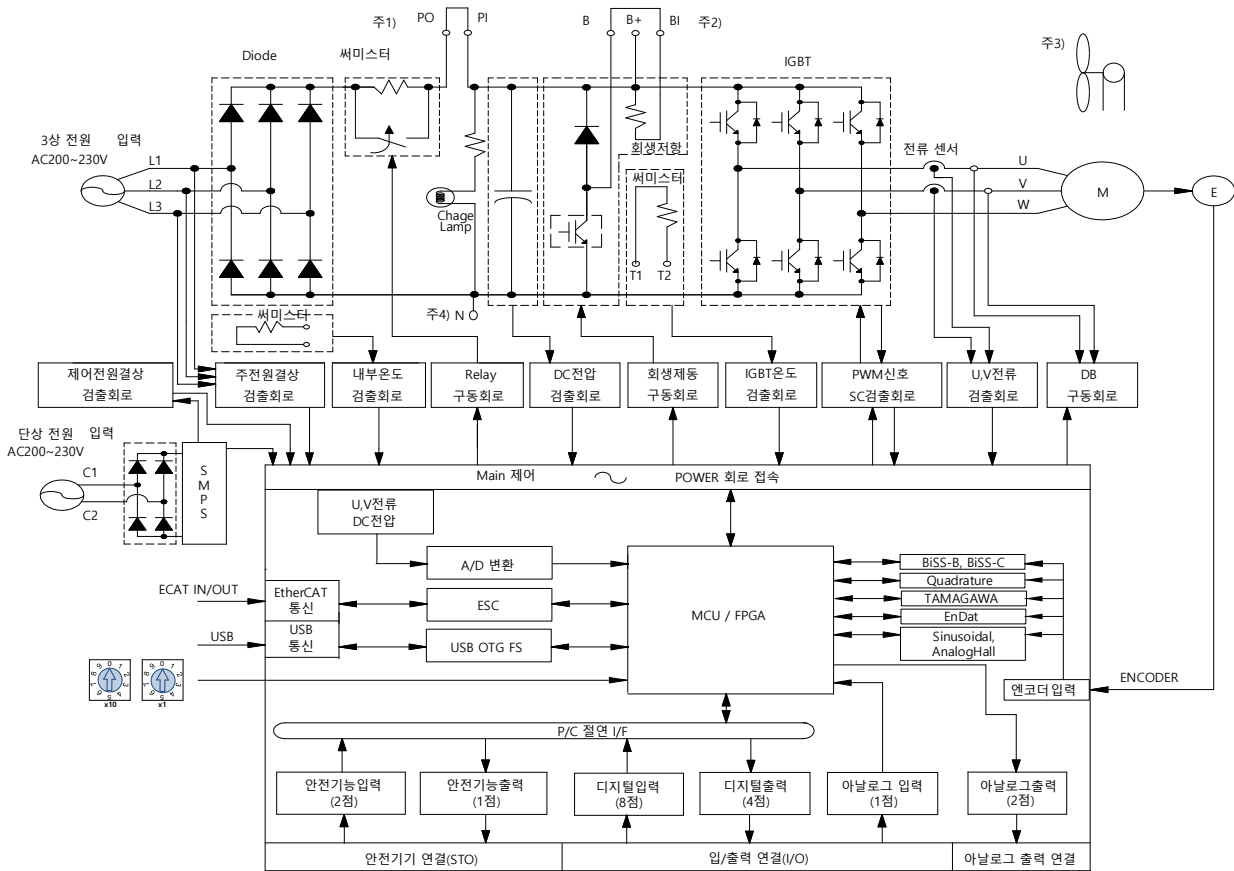 주1)
PO
PI
B
B+
BI
주2)
주3)
Diode
써미스터
IGBT
3상 전원 입력
AC200~230V
L1
L2
L3
회생저항
전류 센서
U
V
W
M
E
Chage
Lamp
써미스터
T1
T2
써미스터
주4) N
제어전원결상
검출회로
주전원결상
검출회로
내부온도
검출회로
Relay
구동회로
DC전압
검출회로
회생제동
구동회로
IGBT온도
검출회로
PWM신호
SC검출회로
U,V전류
검출회로
DB
구동회로
단상 전원 입력
AC200~230V
C1
C2
SMPS
Main 제어
POWER 회로 접속
U,V전류
DC전압
A/D 변환
MCU / FPGA
BiSS-B, BiSS-C
Quadrature
TAMAGAWA
EnDat
Sinusoidal,
AnalogHall
ECAT IN/OUT
EtherCAT
통신
ESC
USB
USB
통신
USB OTG FS
x10
x1
엔코더 입력
ENCODER
P/C 절연 I/F
안전기능입력
(2점)
안전기능출력
(1점)
디지털입력
(8점)
디지털출력
(4점)
아날로그 입력
(1점)
아날로그출력
(2점)
안전기기 연결(STO)
입/출력 연결(I/O)
아날로그 출력 연결